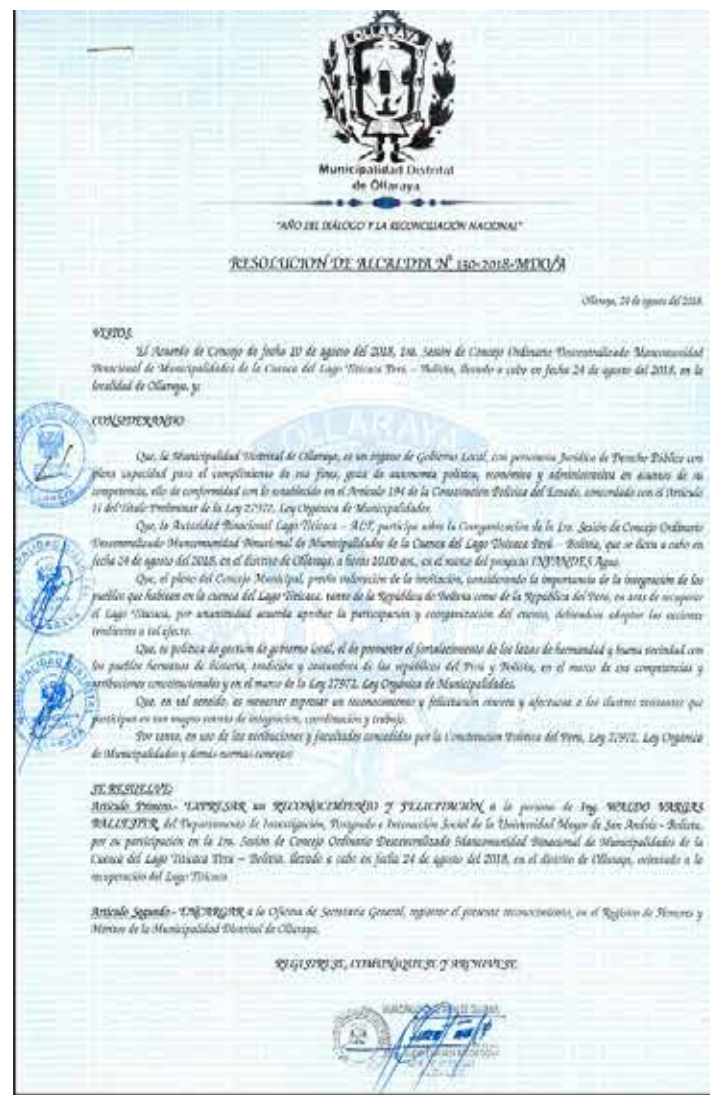 OLLARAYA
Municipalidad Distrital
de Ollaraya
"AÑO DEL DIÁLOGO Y LA RECONCILIACIÓN NACIONAL"
RESOLUCION DE ALCALDIA Nº 130-2018-MDO/A
Ollaraya, 24 de agosto del 2018.
VISTOS
El Acuerdo de Concejo de fecha 20 de agosto del 2018, 1ra. Sesión de Concejo Ordinario Descentralizado Mancomunidad
Binacional de Municipalidades de la Cuenca del Lago Titicaca Perú – Bolivia, llevado a cabo en fecha 24 de agosto del 2018, en la
localidad de Ollaraya, y;
CONSIDERANDO
Que, la Municipalidad Distrital de Ollaraya, es un órgano de Gobierno Local, con personería Jurídica de Derecho Público con
plena capacidad para el cumplimiento de sus fines, goza de autonomía política, económica y administrativa en asuntos de su
competencia, ello de conformidad con lo establecido en el Artículo 194 de la Constitución Política del Estado, concordado con el Artículo
II del Título Preliminar de la Ley 27972, Ley Orgánica de Municipalidades.
Que, la Autoridad Binacional Lago Titicaca – ALT, participa sobre la Coorganización de la 1ra. Sesión de Concejo Ordinario
Descentralizado Mancomunidad Binacional de Municipalidades de la Cuenca del Lago Titicaca Perú – Bolivia, que se lleva a cabo en
fecha 24 de agosto del 2018, en el distrito de Ollaraya, a horas 10:00 am., en el marco del proyecto INFANDES Agua.
Que, el pleno del Concejo Municipal, previa valoración de la invitación, considerando la importancia de la integración de los
pueblos que habitan en la cuenca del Lago Titicaca, tanto de la República de Bolivia como de la República del Perú, en aras de recuperar
el Lago Titicaca, por unanimidad acuerda aprobar la participación y coorganización del evento, debiendose adoptar las acciones
tendientes a tal efecto.
Que, es política de gestión de gobierno local, el de promover el fortalecimiento de los lazos de hermandad y buena vecindad con
los pueblos hermanos de historia, tradición y costumbres de las repúblicas del Perú y Bolivia, en el marco de sus competencias y
atribuciones constitucionales y en el marco de la Ley 27972, Ley Orgánica de Municipalidades.
Que, en tal sentido, es menester expresar un reconocimiento y felicitación sincera y afectuosa a los ilustres visitantes que
participan en tan magno evento de integración, coordinación y trabajo.
Por tanto, en uso de las atribuciones y facultades concedidas por la Constitución Política del Perú, Ley 27972, Ley Orgánica
de Municipalidades y demás normas conexas:
SE RESUELVE:
Artículo Primero.- EXPRESAR un RECONOCIMIENTO Y FELICITACIÓN a la persona de Ing. WALDO VARGAS
BALLESTER, del Departamento de Investigación, Postgrado e Interacción Social de la Universidad Mayor de San Andrés - Bolivia,
por su participación en la 1ra. Sesión de Concejo Ordinario Descentralizado Mancomunidad Binacional de Municipalidades de la
Cuenca del Lago Titicaca Perú – Bolivia, llevado a cabo en fecha 24 de agosto del 2018, en el distrito de Ollaraya, orientado a la
recuperación del Lago Titicaca
Artículo Segundo.- ENCARGAR a la Oficina de Secretaría General, registrar el presente reconocimiento, en el Registro de Honores y
Méritos de la Municipalidad Distrital de Ollaraya.
REGISTRESE, COMUNIQUESE Y ARCHIVESE